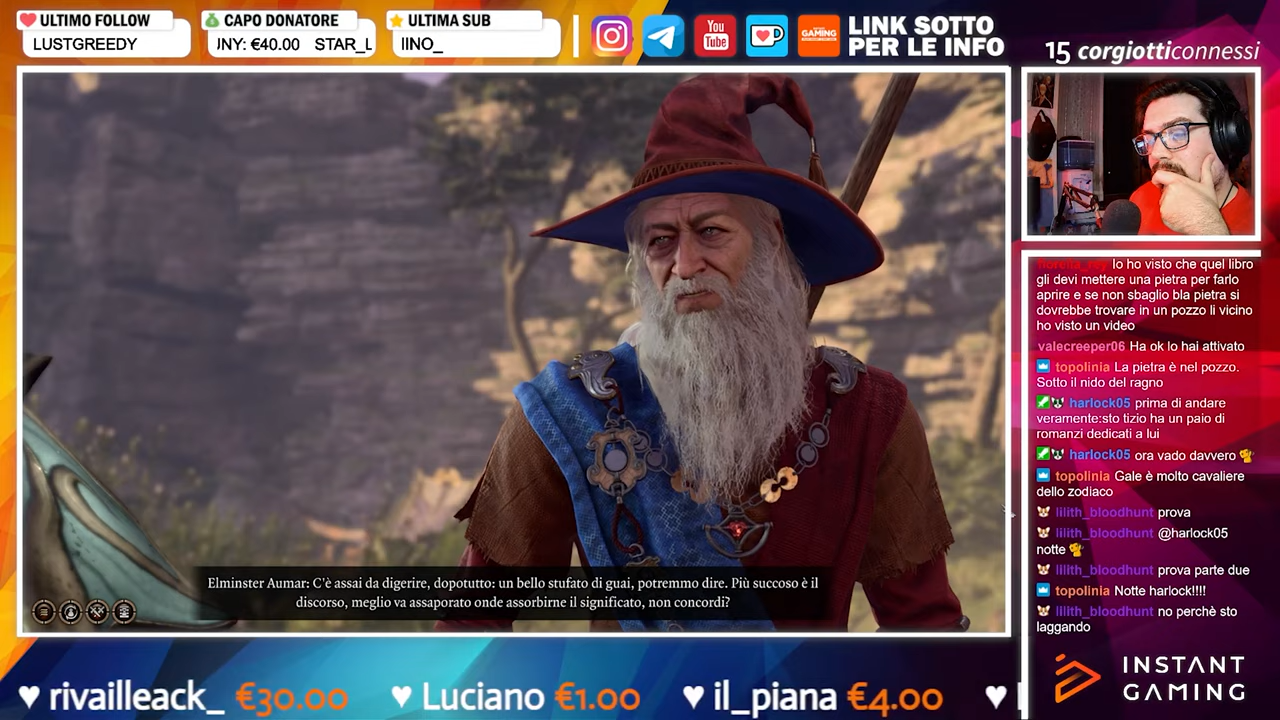 ULTIMO FOLLOW
LUSTGREEDY
CAPO DONATORE
JNY: €40.00 STAR_L
ULTIMA SUB
IINO_
You
Tube
GAMING
LINK SOTTO
PER LE INFO
15 corgiotticonnessi
Io ho visto che quel libro
gli devi mettere una pietra per farlo
aprire e se non sbaglio bla pietra si
dovrebbe trovare in un pozzo li vicino
ho visto un video
valecreeper06 Ha ok lo hai attivato
topolinia La pietra è nel pozzo.
Sotto il nido del ragno
harlock05 prima di andare
veramente:sto tizio ha un paio di
romanzi dedicati a lui
harlock05 ora vado davvero
topolinia Gale è molto cavaliere
dello zodiaco
lilith_bloodhunt prova
lilith_bloodhunt @harlock05
notte
lilith_bloodhunt prova parte due
topolinia Notte harlock!!!!
lilith_bloodhunt no perchè sto
laggando
Elminster Aumar: C'è assai da digerire, dopotutto: un bello stufato di guai, potremmo dire. Più succoso è il
discorso, meglio va assaporato onde assorbirne il significato, non concordi?
INSTANT
GAMING
♥ rivailleack_ €30.00 ♥ Luciano €1.00 ♥ il_piana €4.00 ♥